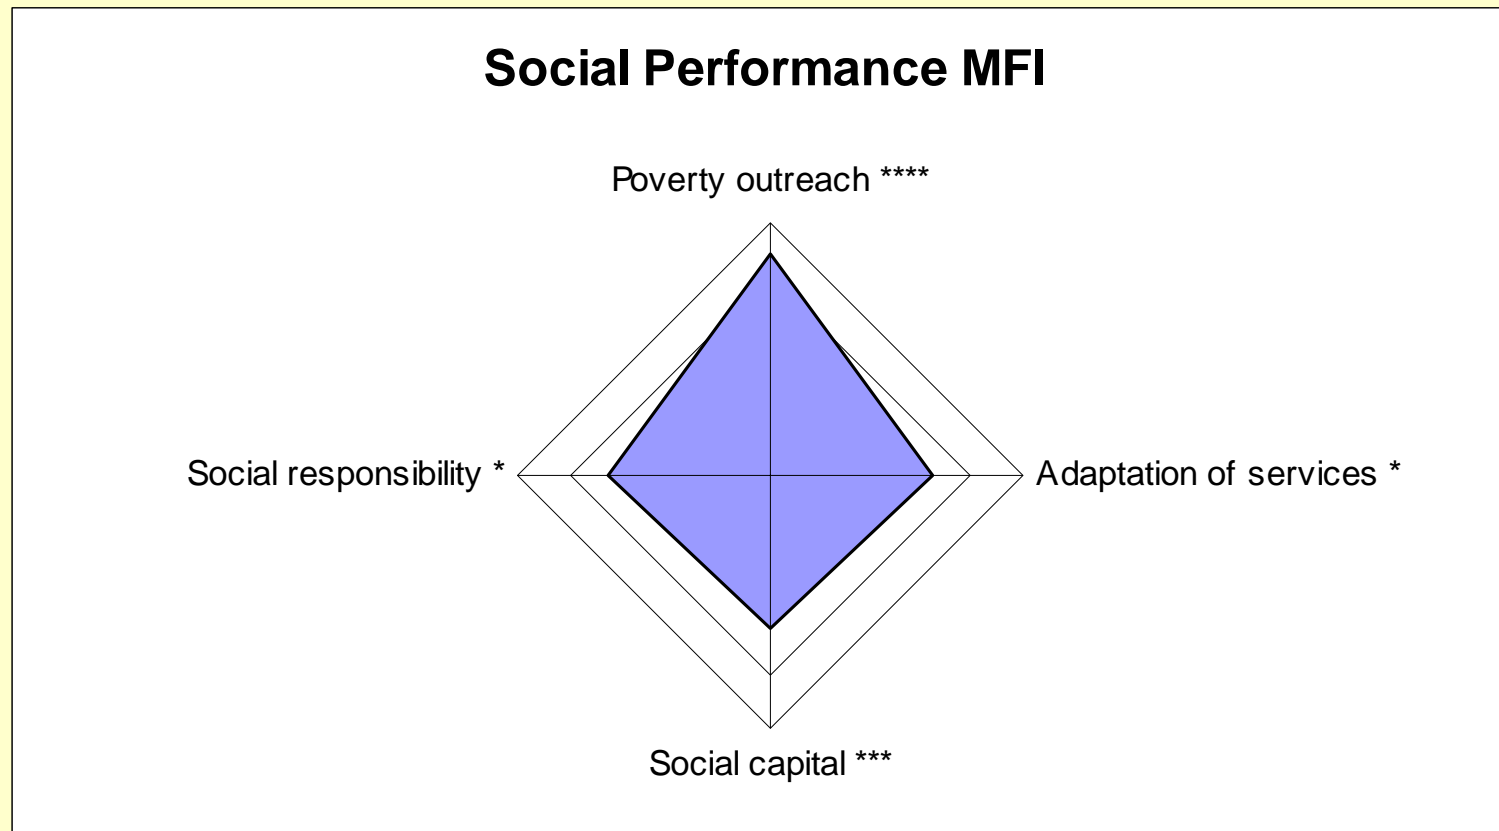 Social Performance MFI
Poverty outreach ****
Social responsibility *
Adaptation of services *
Social capital ***